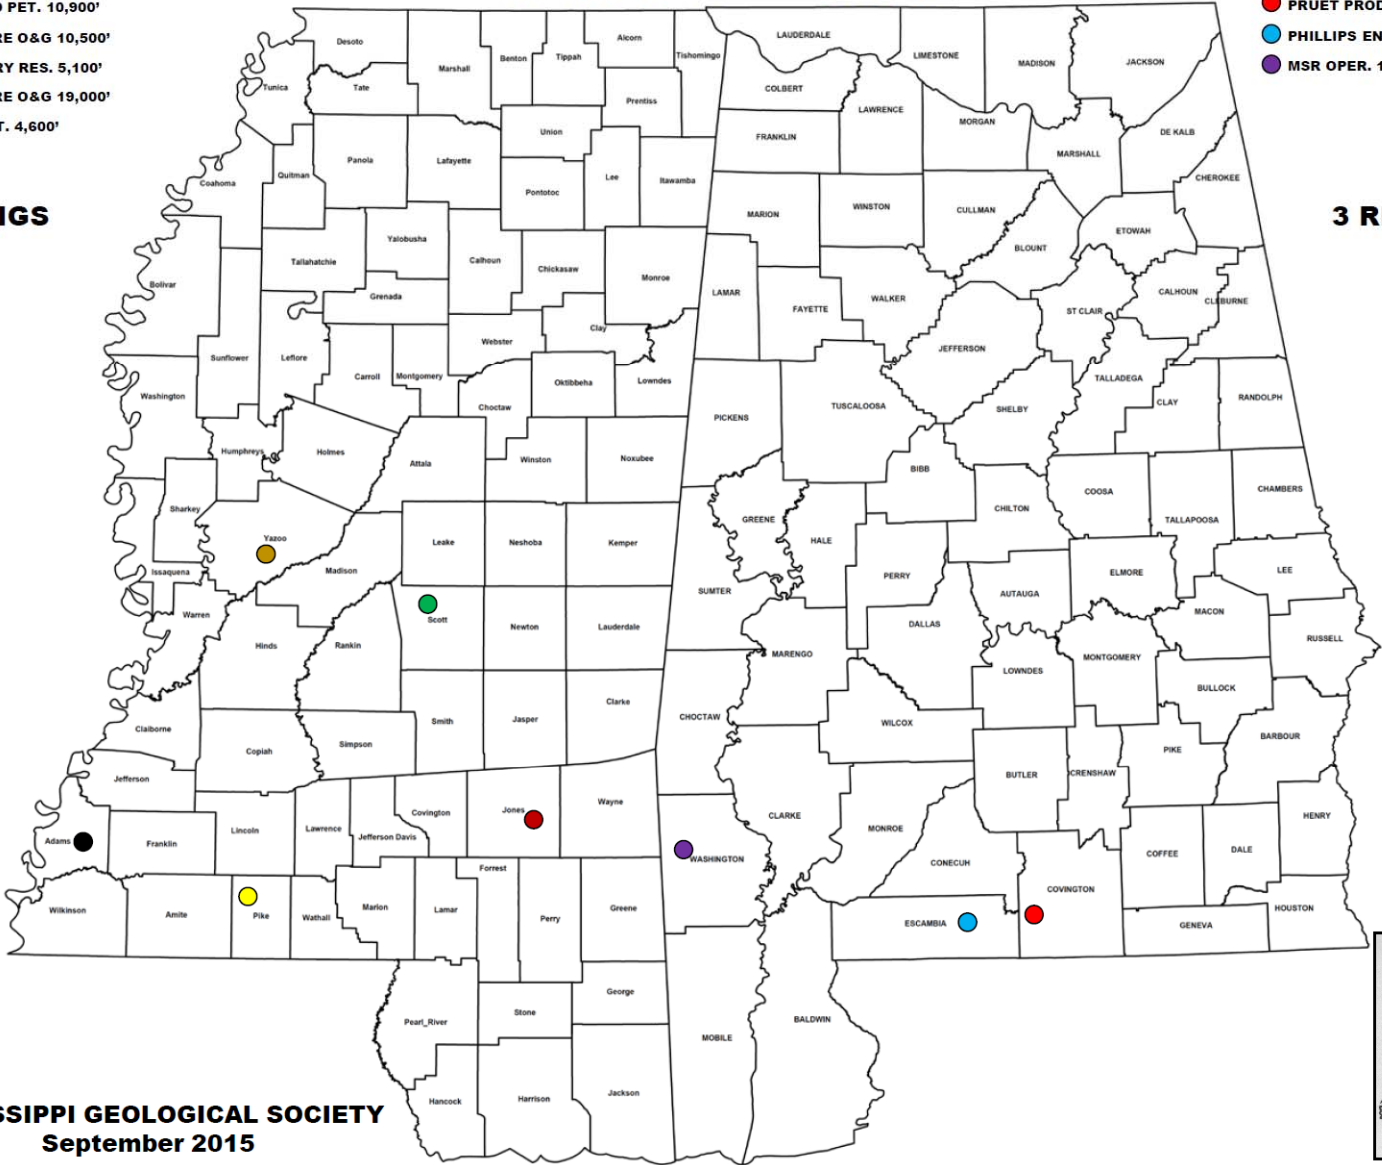 PET. 10,900'
RE O&G 10,500'
RY RES. 5,100'
RE O&G 19,000'
T. 4,600'
NGS
PRUET PROD
PHILLIPS EN
MSR OPER. 1
3 R
Desoto
Marshall
Benton
Tippah
Alcorn
Tishomingo
Tunica
Tate
Prentiss
Union
Panola
Lafayette
Quitman
Coahoma
Pontotoc
Lee
Itawamba
Yalobusha
Tallahatchie
Calhoun
Chickasaw
Monroe
Bolivar
Grenada
Clay
Webster
Sunflower
Leflore
Carroll
Montgomery
Oktibbeha
Lowndes
Washington
Choctaw
Humphreys
Holmes
Attala
Winston
Noxubee
Sharkey
Yazoo
Leake
Neshoba
Kemper
Issaquena
Madison
Warren
Scott
Newton
Lauderdale
Hinds
Rankin
Claiborne
Smith
Jasper
Clarke
Copiah
Simpson
Jefferson
Adams
Franklin
Lincoln
Lawrence
Jefferson Davis
Covington
Jones
Wayne
Wilkinson
Amite
Pike
Wathall
Marion
Lamar
Forrest
Perry
Greene
Pearl_River
Stone
George
Hancock
Harrison
Jackson
LAUDERDALE
LIMESTONE
MADISON
JACKSON
COLBERT
LAWRENCE
FRANKLIN
MORGAN
DE KALB
MARSHALL
CHEROKEE
MARION
WINSTON
CULLMAN
ETOWAH
BLOUNT
LAMAR
FAYETTE
WALKER
CALHOUN
CLEBURNE
ST CLAIR
JEFFERSON
TALLADEGA
PICKENS
TUSCALOOSA
SHELBY
CLAY
RANDOLPH
BIBB
GREENE
HALE
CHILTON
COOSA
TALLAPOOSA
CHAMBERS
SUMTER
PERRY
AUTAUGA
ELMORE
LEE
MACON
DALLAS
RUSSELL
MARENGO
LOWNDES
MONTGOMERY
BULLOCK
CHOCTAW
WILCOX
PIKE
BARBOUR
BUTLER
CRENSHAW
CLARKE
MONROE
CONECUH
COFFEE
DALE
HENRY
WASHINGTON
COVINGTON
ESCAMBIA
GENEVA
HOUSTON
MOBILE
BALDWIN
SSIPPI GEOLOGICAL SOCIETY
September 2015